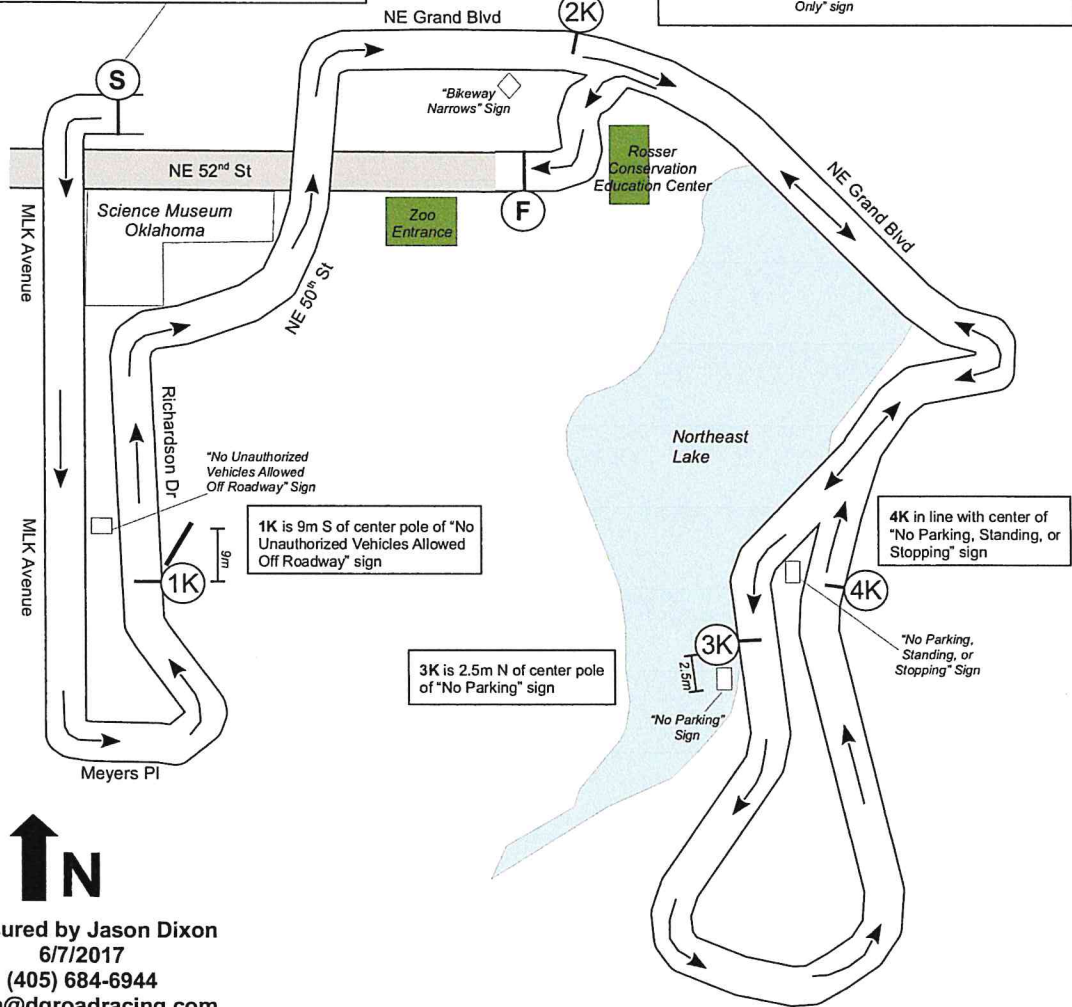 NE Grand Blvd
2K
Only" sign
S
"Bikeway
Narrows" Sign
NE 52nd St
Rosser
Conservation
Education Center
F
Zoo
Entrance
Science Museum
Oklahoma
MLK Avenue
NE Grand Blvd
NE 50th St
Richardson Dr
Northeast
Lake
"No Unauthorized
Vehicles Allowed
Off Roadway" Sign
1K is 9m S of center pole of "No
Unauthorized Vehicles Allowed
Off Roadway" sign
9m
1K
MLK Avenue
4K in line with center of
"No Parking, Standing, or
Stopping" sign
4K
"No Parking,
Standing, or
Stopping" Sign
3K
2.5m
3K is 2.5m N of center pole
of "No Parking" sign
"No Parking"
Sign
Meyers Pl
N
ured by Jason Dixon
6/7/2017
(405) 684-6944
@dgroadracing.com